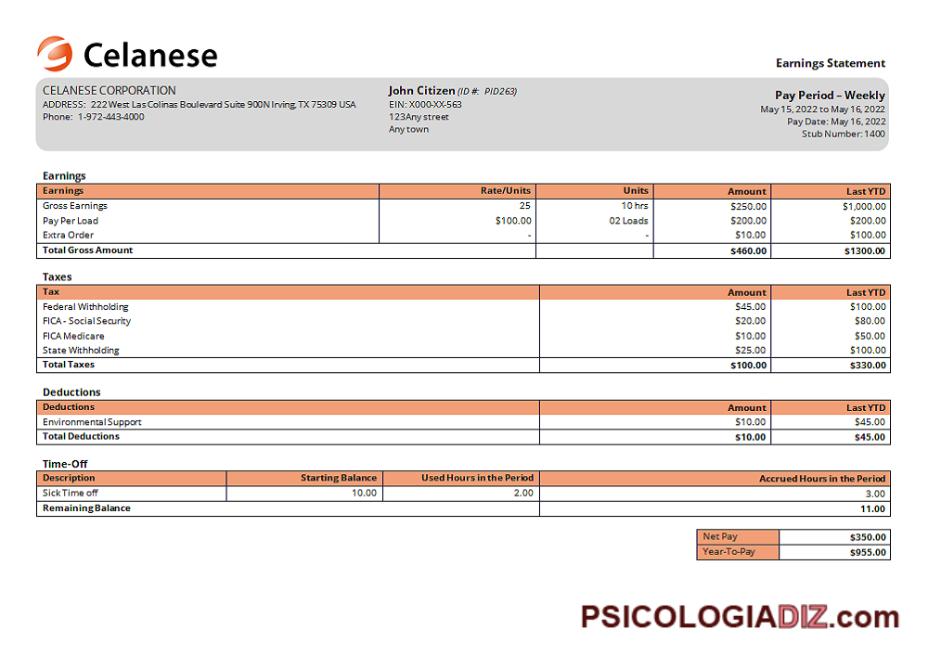 Celanese
Earnings Statement
CELANESE CORPORATION
ADDRESS: 222 West Las Colinas Boulevard Suite 900N Irving, TX 75309 USA
Phone: 1-972-443-4000
John Citizen (ID #: PID263)
EIN: X000-XX-563
123Any street
Any town
Pay Period – Weekly
May 15, 2022 to May 16, 2022
Pay Date: May 16, 2022
Stub Number: 1400
Earnings
Earnings Rate/Units Units Amount Last YTD
Gross Earnings 25 10 hrs $250.00 $1,000.00
Pay Per Load $100.00 02 Loads $200.00 $200.00
Extra Order - - $10.00 $100.00
Total Gross Amount $460.00 $1300.00
Taxes
Tax Amount Last YTD
Federal Withholding $45.00 $100.00
FICA - Social Security $20.00 $80.00
FICA Medicare $10.00 $50.00
State Withholding $25.00 $100.00
Total Taxes $100.00 $330.00
Deductions
Deductions Amount Last YTD
Environmental Support $10.00 $45.00
Total Deductions $10.00 $45.00
Time-Off
Description Starting Balance Used Hours in the Period Accrued Hours in the Period
Sick Time off 10.00 2.00 3.00
Remaining Balance 11.00
Net Pay $350.00
Year-To-Pay $955.00
PSICOLOGIADIZ.com